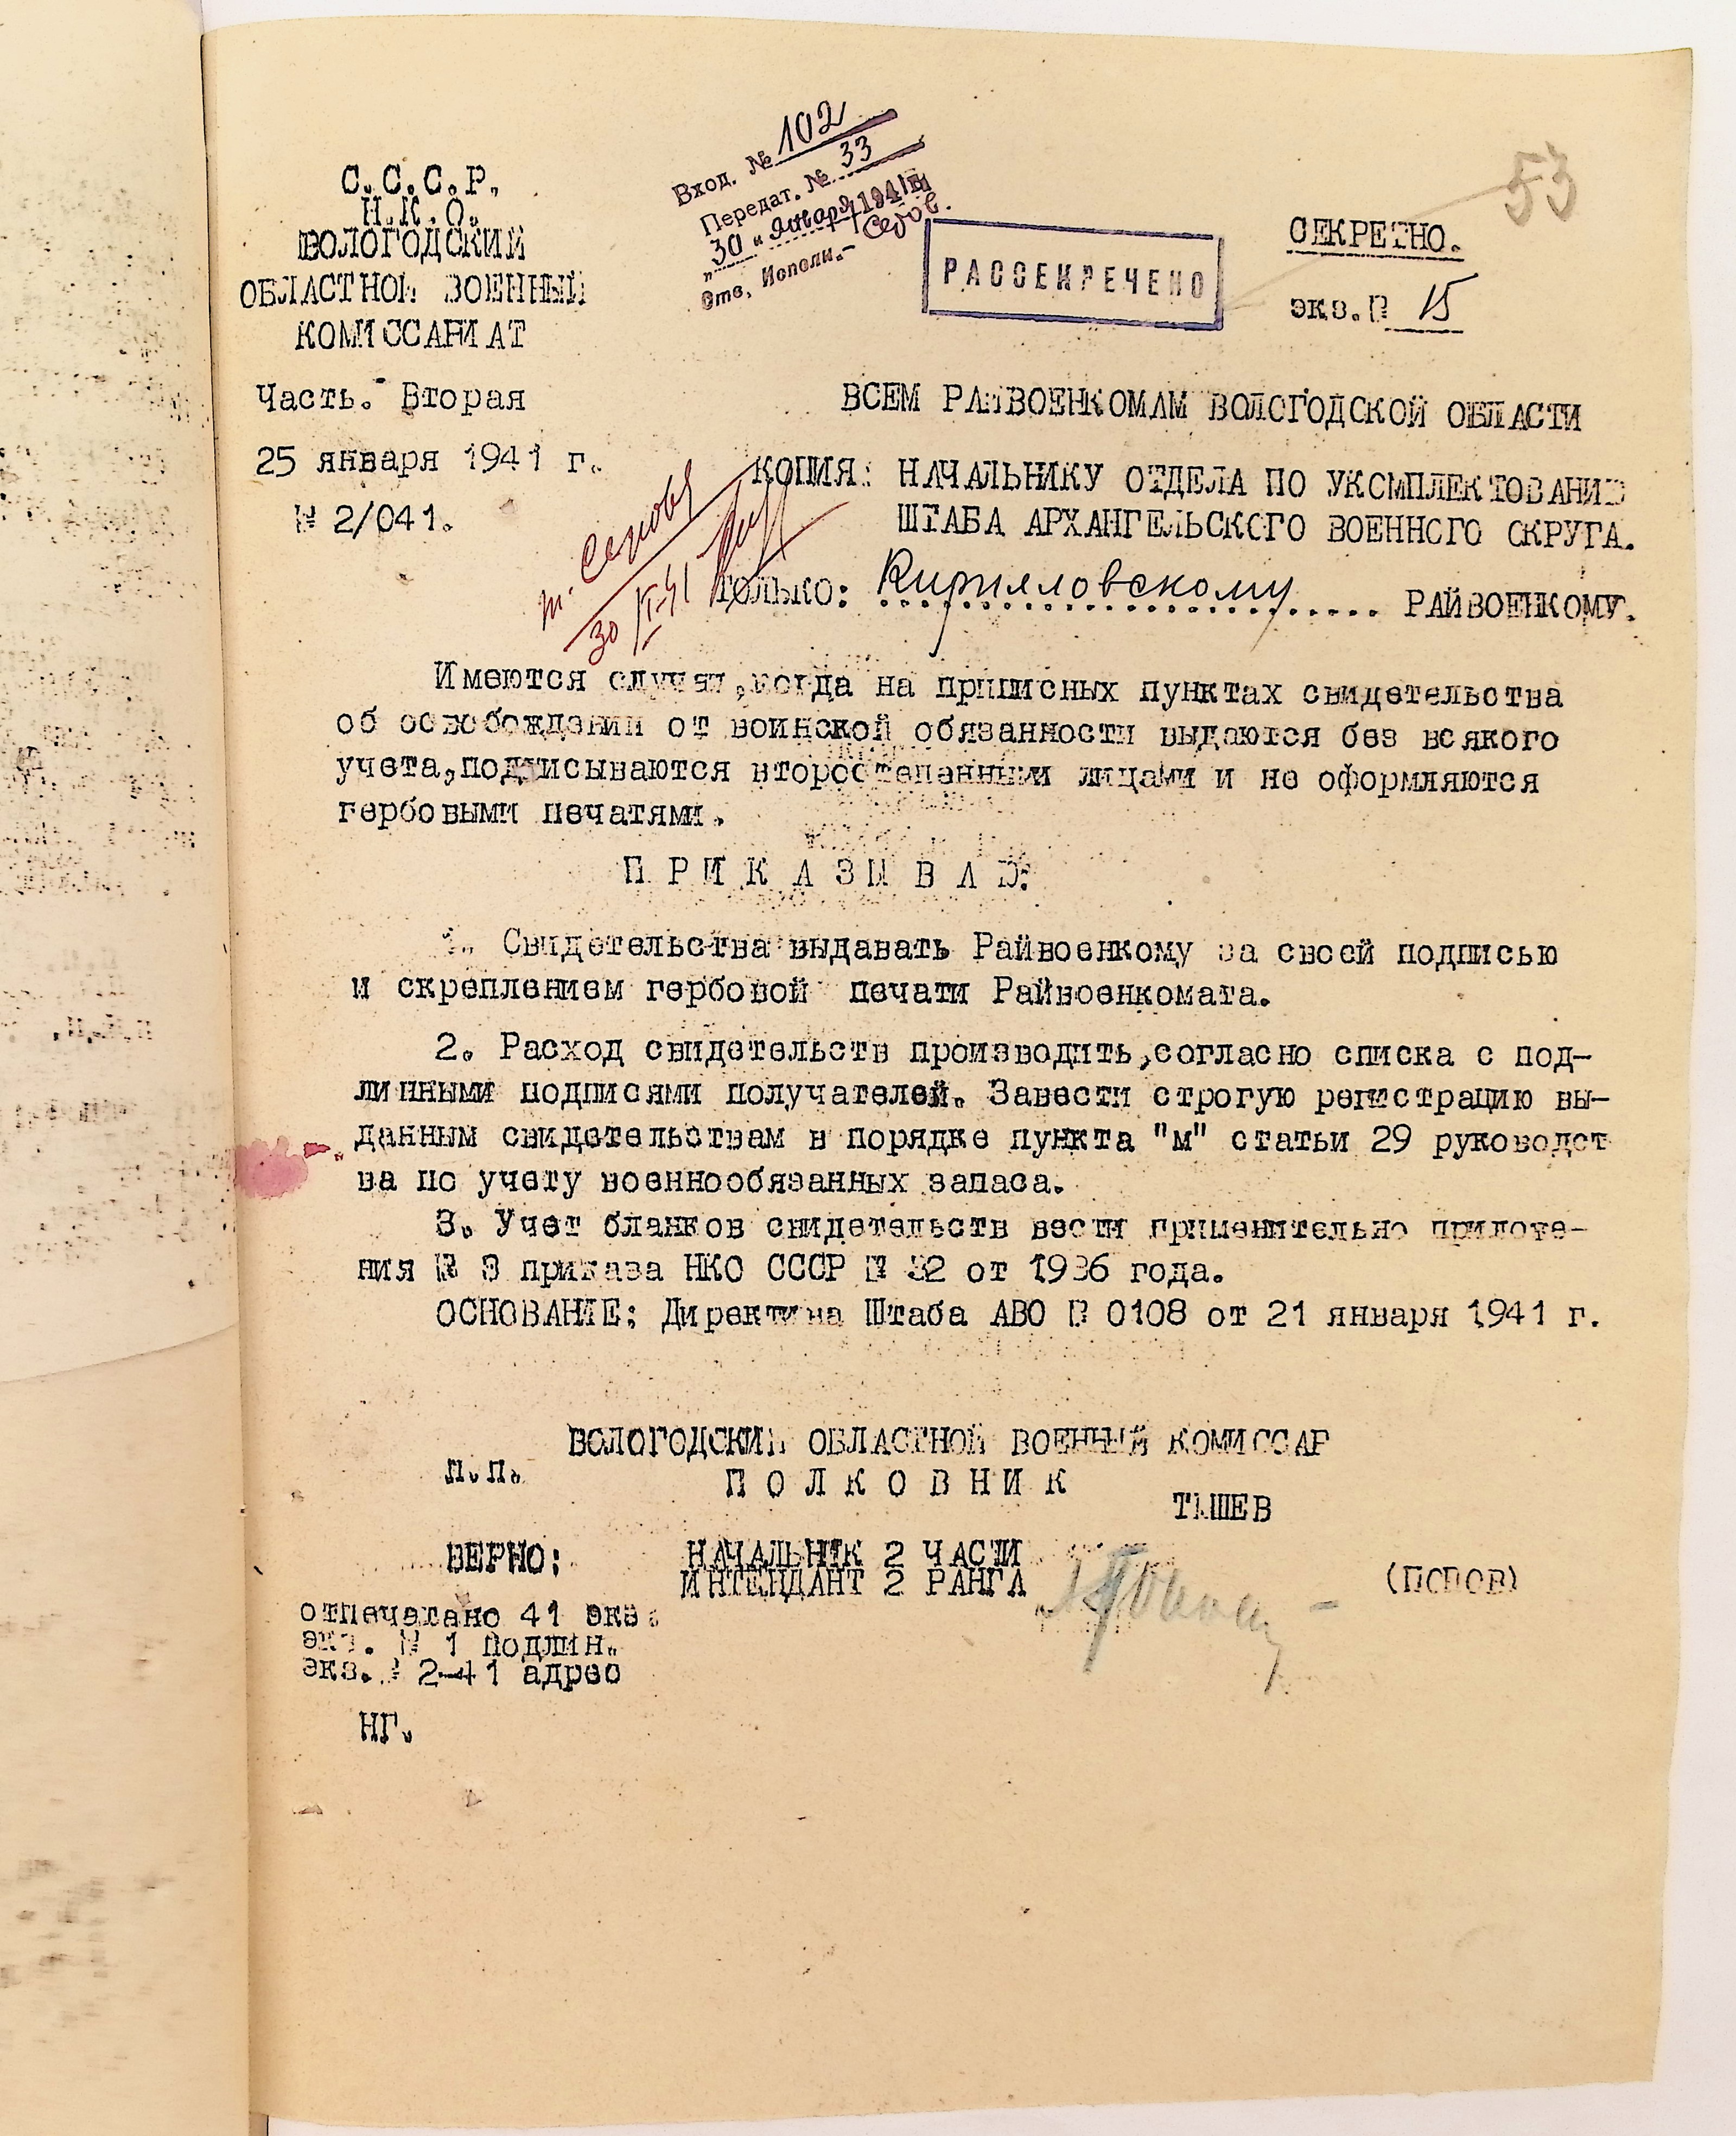 53
Вход. № 102
Передат. № 33
"30" января 1941 г.
Отв. Исполн.-
С.С.С.Р.
Н.К.О.
ВОЛОГОДСКИЙ
ОБЛАСТНОЙ ВОЕННЫЙ
КОМИССАРИАТ
Часть. Вторая
25 января 1941 г.
№ 2/041.
РАССЕКРЕЧЕНО
СЕКРЕТНО.
экз.№ 15
ВСЕМ РАЙВОЕНКОМАМ ВОЛОГОДСКОЙ ОБЛАСТИ
КОПИЯ: НАЧАЛЬНИКУ ОТДЕЛА ПО УКОМПЛЕКТОВАНИЮ
ШТАБА АРХАНГЕЛЬСКОГО ВОЕННОГО ОКРУГА.
ТОЛЬКО: Кирилловскому РАЙВОЕНКОМУ.
30/I-41
Имеются случаи,когда на приписных пунктах свидетельства
об освобождении от воинской обязанности выдаются без всякого
учета,подписываются второстепенными лицами и не оформляются
гербовыми печатями.
П Р И К А З Ы В А Ю:
1. Свидетельства выдавать Райвоенкому за своей подписью
и скреплением гербовой печати Райвоенкомата.
2. Расход свидетельств производить,согласно списка с под-
линными подписями получателей. Завести строгую регистрацию вы-
данным свидетельствам в порядке пункта "м" статьи 29 руководст
ва по учету военнообязанных запаса.
3. Учет бланков свидетельств вести применительно приложе-
ния № 3 приказа НКО СССР № 32 от 1936 года.
ОСНОВАНИЕ: Директива Штаба АВО № 0108 от 21 января 1941 г.
ВОЛОГОДСКИЙ ОБЛАСТНОЙ ВОЕННЫЙ КОМИССАР
п.п. П О Л К О В Н И К
ТЫШЕВ
ВЕРНО: НАЧАЛЬНИК 2 ЧАСТИ
ИНТЕНДАНТ 2 РАНГА (ПОПОВ)
отпечатано 41 экз.
экз. № 1 подлин.
экз.№ 2-41 адрес
НГ.